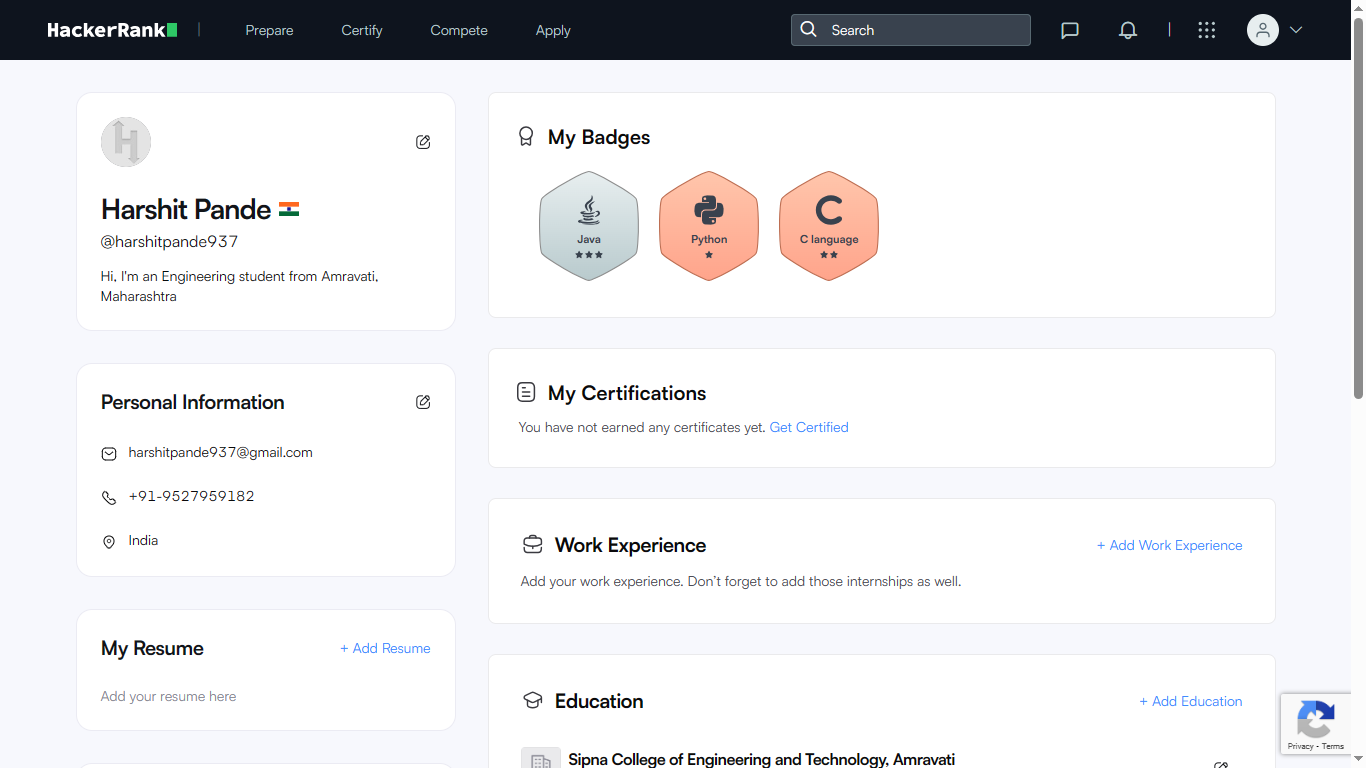 HackerRank
Prepare
Certify
Compete
Apply
Search
Harshit Pande
@harshitpande937
Hi, I'm an Engineering student from Amravati,
Maharashtra
Personal Information
harshitpande937@gmail.com
+91-9527959182
India
My Resume
+ Add Resume
Add your resume here
My Badges
Java
Python
C language
My Certifications
You have not earned any certificates yet. Get Certified
Work Experience
+ Add Work Experience
Add your work experience. Don't forget to add those internships as well.
Education
+ Add Education
Sipna College of Engineering and Technology, Amravati
Privacy - Terms